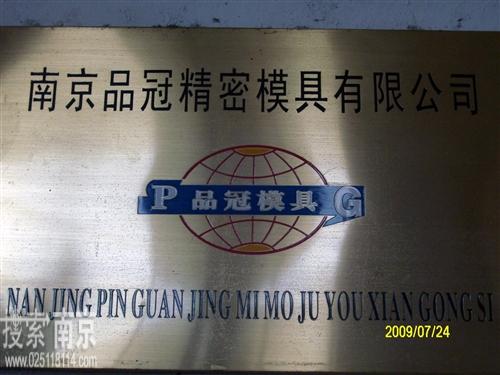 南京品冠精密模具有限公司
P 品冠模具 G
NAN JING PIN GUAN JING MI MO JU YOU XIAN GONG SI
搜索南京
www.025118114.com
2009/07/24